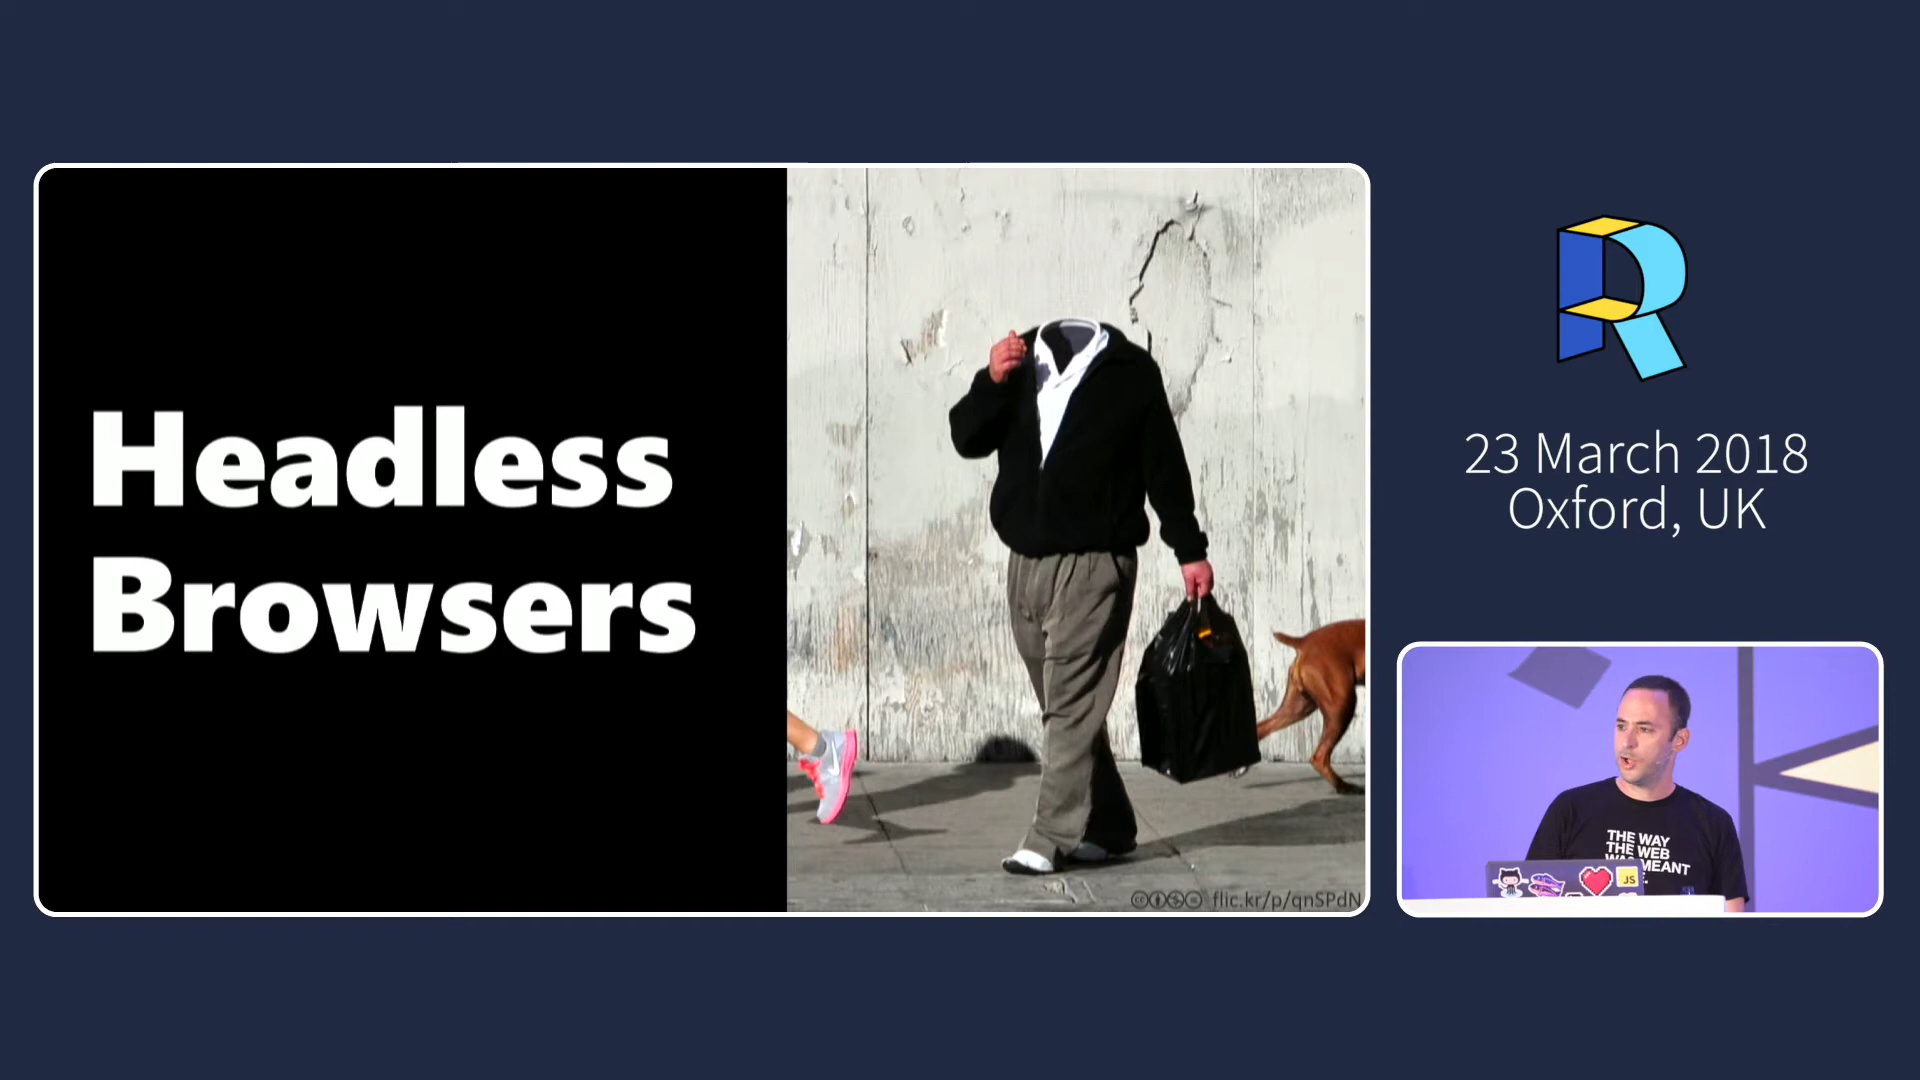 Headless
Browsers
flic.kr/p/qnSPdN
23 March 2018
Oxford, UK
THE WAY
THE WEB
MEANT
JS